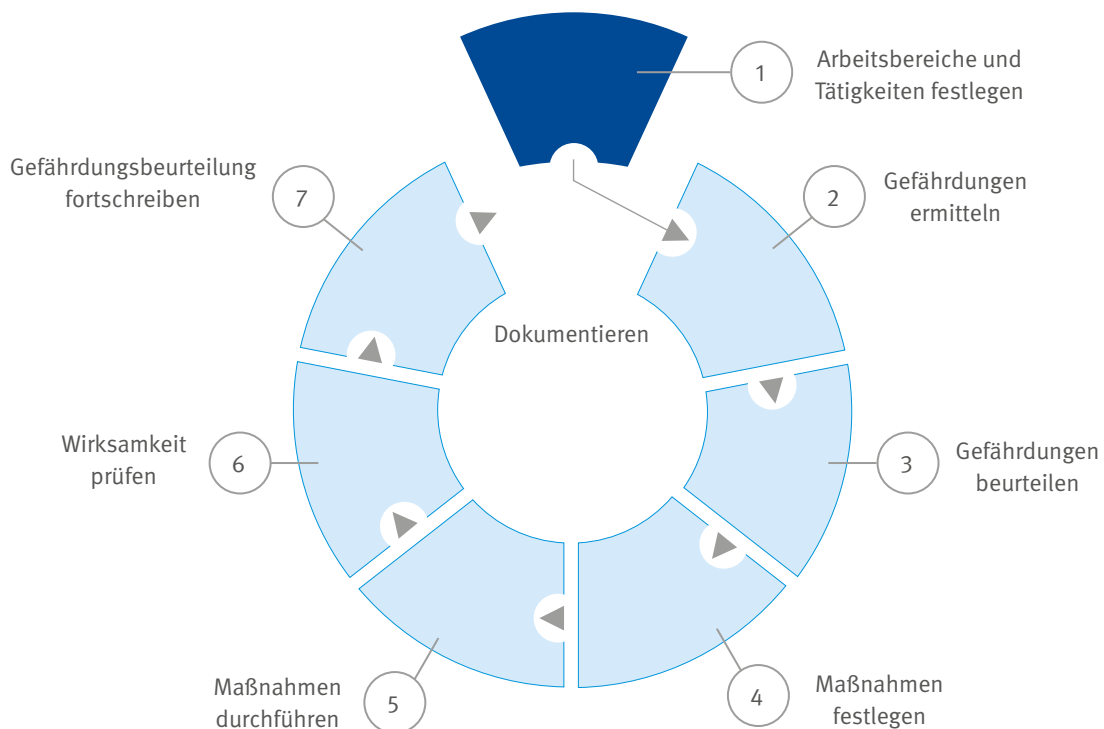 1
Arbeitsbereiche und
Tätigkeiten festlegen
2
Gefährdungen
ermitteln
3
Gefährdungen
beurteilen
4
Maßnahmen
festlegen
5
Maßnahmen
durchführen
6
Wirksamkeit
prüfen
7
Gefährdungsbeurteilung
fortschreiben
Dokumentieren